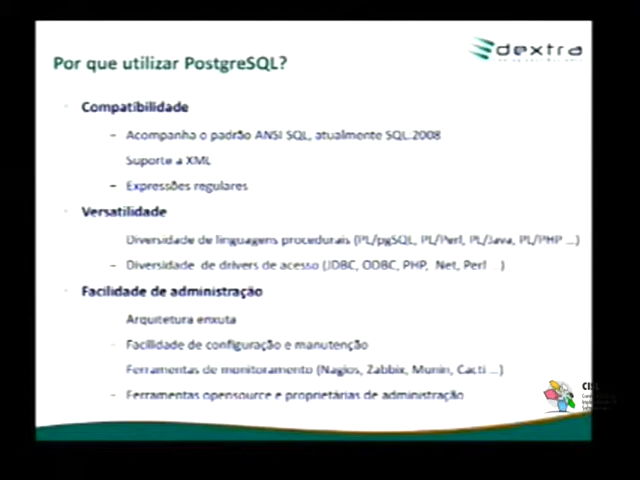 Por que utilizar PostgreSQL?
dextra
Compatibilidade
– Acompanha o padrão ANSI SQL, atualmente SQL:2008
Suporte a XML
– Expressões regulares
Versatilidade
Diversidade de linguagens procedurais (PL/pgSQL, PL/Perl, PL/Java, PL/PHP ...)
– Diversidade de drivers de acesso (JDBC, ODBC, PHP, .Net, Perl ...)
Facilidade de administração
Arquitetura enxuta
– Facilidade de configuração e manutenção
Ferramentas de monitoramento (Nagios, Zabbix, Munin, Cacti ...)
– Ferramentas opensource e proprietárias de administração
CISL